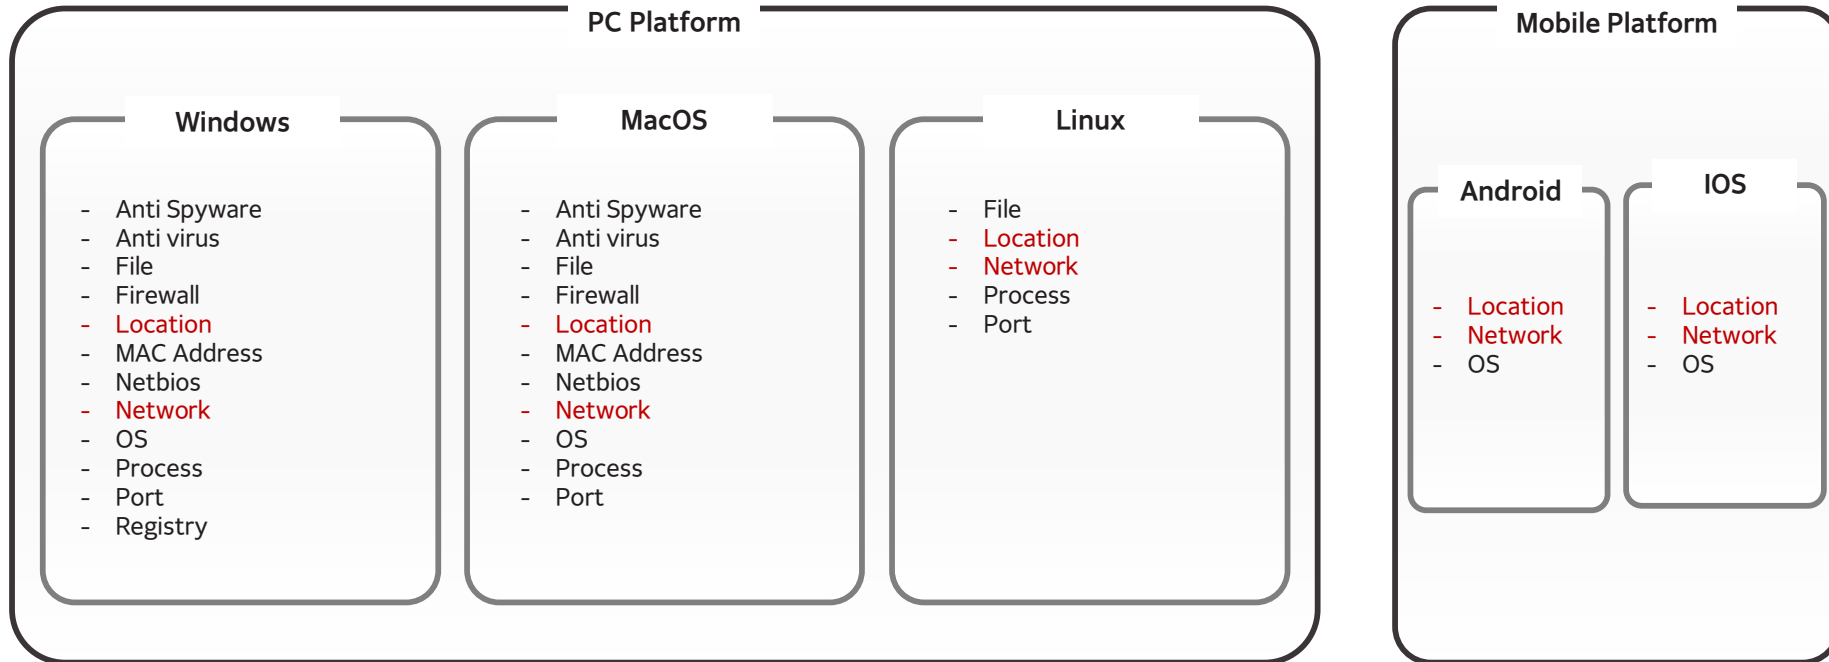 PC Platform
Windows
- Anti Spyware
- Anti virus
- File
- Firewall
- Location
- MAC Address
- Netbios
- Network
- OS
- Process
- Port
- Registry
MacOS
- Anti Spyware
- Anti virus
- File
- Firewall
- Location
- MAC Address
- Netbios
- Network
- OS
- Process
- Port
Linux
- File
- Location
- Network
- Process
- Port
Mobile Platform
Android
- Location
- Network
- OS
IOS
- Location
- Network
- OS